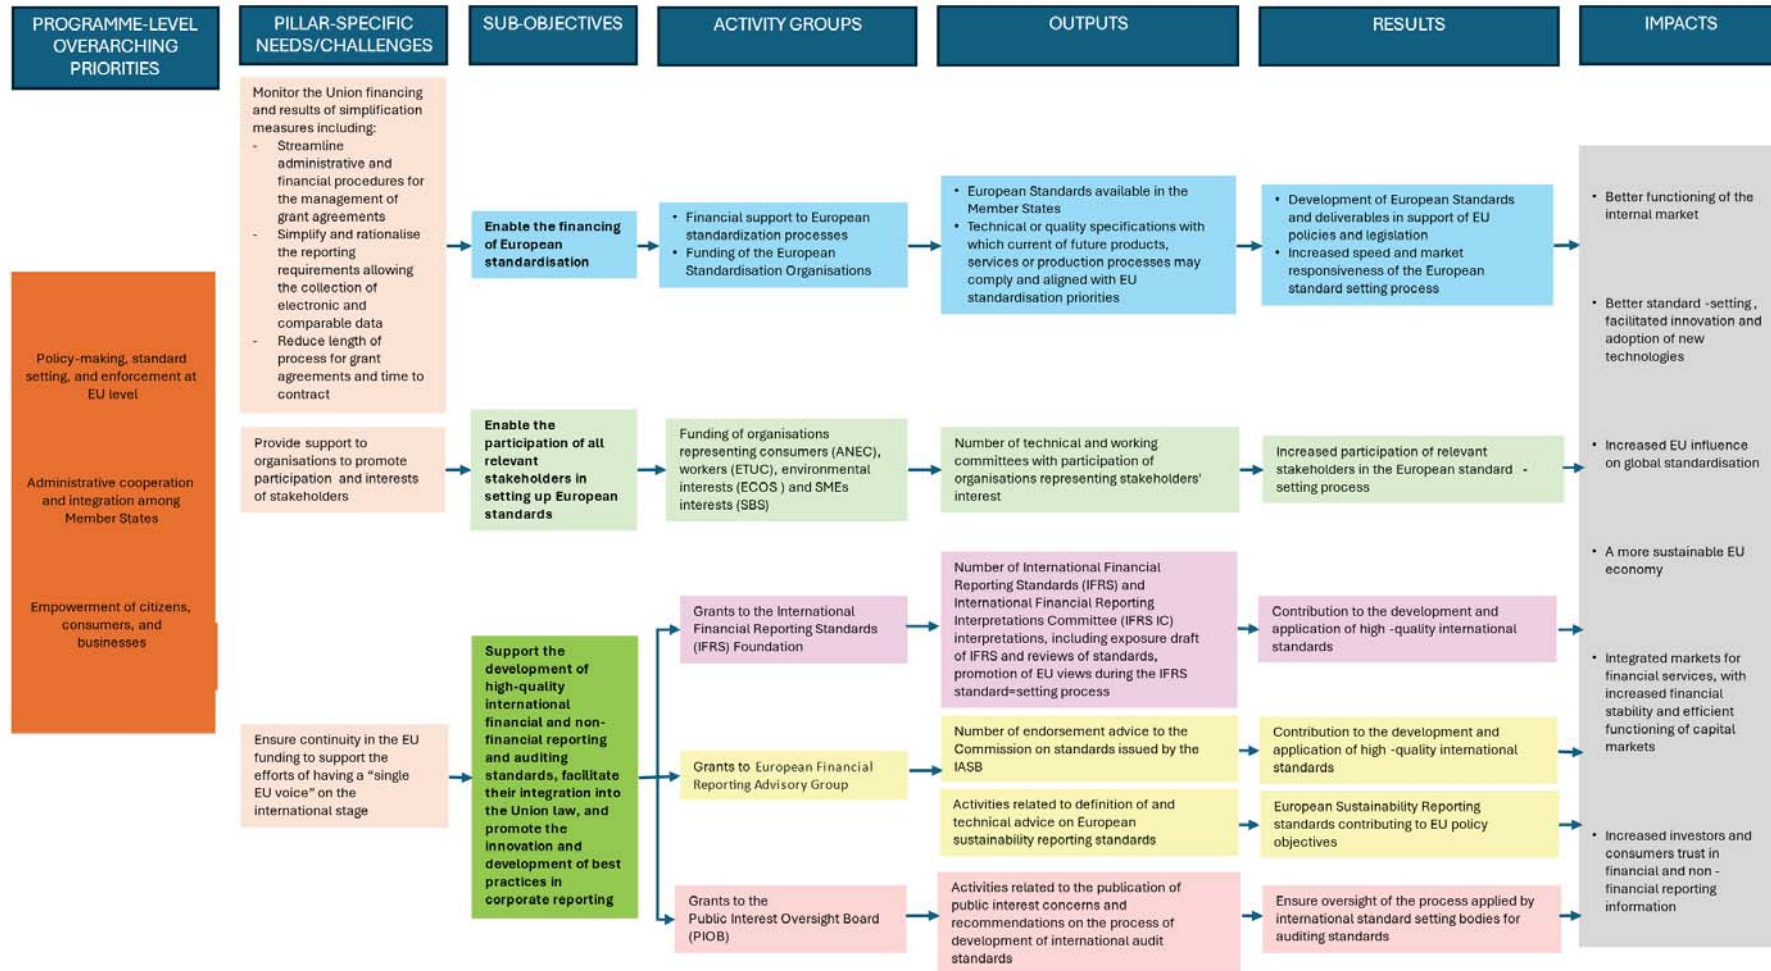 PROGRAMME-LEVEL
OVERARCHING
PRIORITIES
PILLAR-SPECIFIC
NEEDS/CHALLENGES
SUB-OBJECTIVES
ACTIVITY GROUPS
OUTPUTS
RESULTS
IMPACTS
Policy-making, standard
setting, and enforcement at
EU level
Administrative cooperation
and integration among
Member States
Empowerment of citizens,
consumers, and
businesses
Monitor the Union financing
and results of simplification
measures including:
- Streamline
administrative and
financial procedures for
the management of
grant agreements
- Simplify and rationalise
the reporting
requirements allowing
the collection of
electronic and
comparable data
- Reduce length of
process for grant
agreements and time to
contract
Enable the financing
of European
standardisation
• Financial support to European
standardization processes
• Funding of the European
Standardisation Organisations
• European Standards available in the
Member States
• Technical or quality specifications with
which current of future products,
services or production processes may
comply and aligned with EU
standardisation priorities
• Development of European Standards
and deliverables in support of EU
policies and legislation
• Increased speed and market
responsiveness of the European
standard setting process
Provide support to
organisations to promote
participation and interests
of stakeholders
Enable the
participation of all
relevant
stakeholders in
setting up European
standards
Funding of organisations
representing consumers (ANEC),
workers (ETUC), environmental
interests (ECOS ) and SMEs
interests (SBS)
Number of technical and working
committees with participation of
organisations representing stakeholders'
interest
Increased participation of relevant
stakeholders in the European standard -
setting process
Ensure continuity in the EU
funding to support the
efforts of having a “single
EU voice” on the
international stage
Support the
development of
high-quality
international
financial and non-
financial reporting
and auditing
standards, facilitate
their integration into
the Union law, and
promote the
innovation and
development of best
practices in
corporate reporting
Grants to the International
Financial Reporting Standards
(IFRS) Foundation
Number of International Financial
Reporting Standards (IFRS) and
International Financial Reporting
Interpretations Committee (IFRS IC)
interpretations, including exposure draft
of IFRS and reviews of standards,
promotion of EU views during the IFRS
standard=setting process
Contribution to the development and
application of high -quality international
standards
Grants to European Financial
Reporting Advisory Group
Number of endorsement advice to the
Commission on standards issued by the
IASB
Contribution to the development and
application of high -quality international
standards
Activities related to definition of and
technical advice on European
sustainability reporting standards
European Sustainability Reporting
standards contributing to EU policy
objectives
Grants to the
Public Interest Oversight Board
(PIOB)
Activities related to the publication of
public interest concerns and
recommendations on the process of
development of international audit
standards
Ensure oversight of the process applied by
international standard setting bodies for
auditing standards
• Better functioning of the
internal market
• Better standard -setting ,
facilitated innovation and
adoption of new
technologies
• Increased EU influence
on global standardisation
• A more sustainable EU
economy
• Integrated markets for
financial services, with
increased financial
stability and efficient
functioning of capital
markets
• Increased investors and
consumers trust in
financial and non -
financial reporting
information